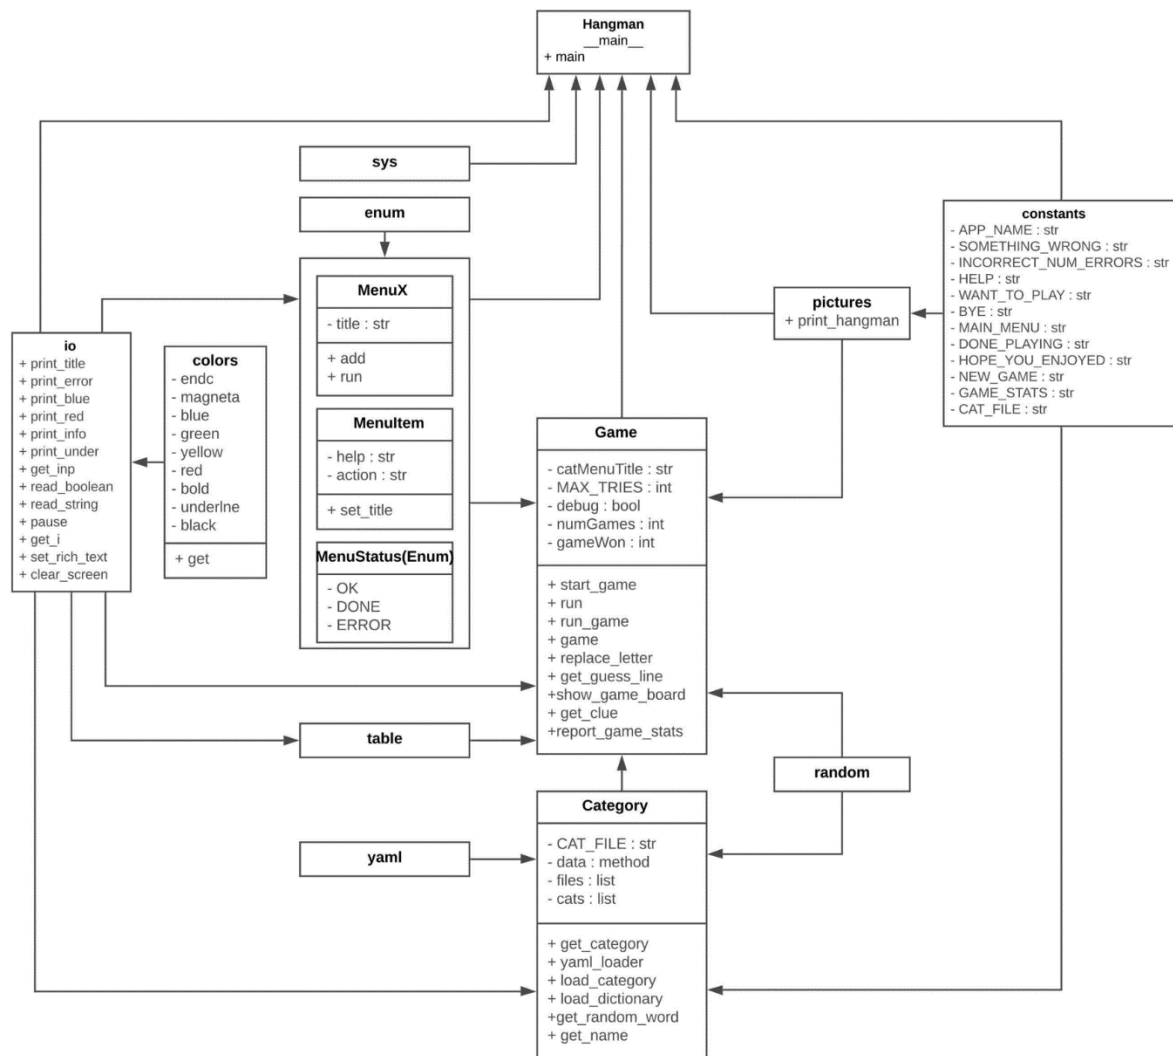 Hangman
__main__
+ main
sys
enum
MenuX
- title : str
+ add
+ run
MenuItem
- help : str
- action : str
+ set_title
MenuStatus(Enum)
- OK
- DONE
- ERROR
io
+ print_title
+ print_error
+ print_blue
+ print_red
+ print_info
+ print_under
+ get_inp
+ read_boolean
+ read_string
+ pause
+ get_i
+ set_rich_text
+ clear_screen
colors
- endc
- magneta
- blue
- green
- yellow
- red
- bold
- underlne
- black
+ get
constants
- APP_NAME : str
- SOMETHING_WRONG : str
- INCORRECT_NUM_ERRORS : str
- HELP : str
- WANT_TO_PLAY : str
- BYE : str
- MAIN_MENU : str
- DONE_PLAYING : str
- HOPE_YOU_ENJOYED : str
- NEW_GAME : str
- GAME_STATS : str
- CAT_FILE : str
pictures
+ print_hangman
Game
- catMenuTitle : str
- MAX_TRIES : int
- debug : bool
- numGames : int
- gameWon : int
+ start_game
+ run
+ run_game
+ game
+ replace_letter
+ get_guess_line
+show_game_board
+ get_clue
+report_game_stats
table
random
yaml
Category
- CAT_FILE : str
- data : method
- files : list
- cats : list
+ get_category
+ yaml_loader
+ load_category
+ load_dictionary
+get_random_word
+ get_name